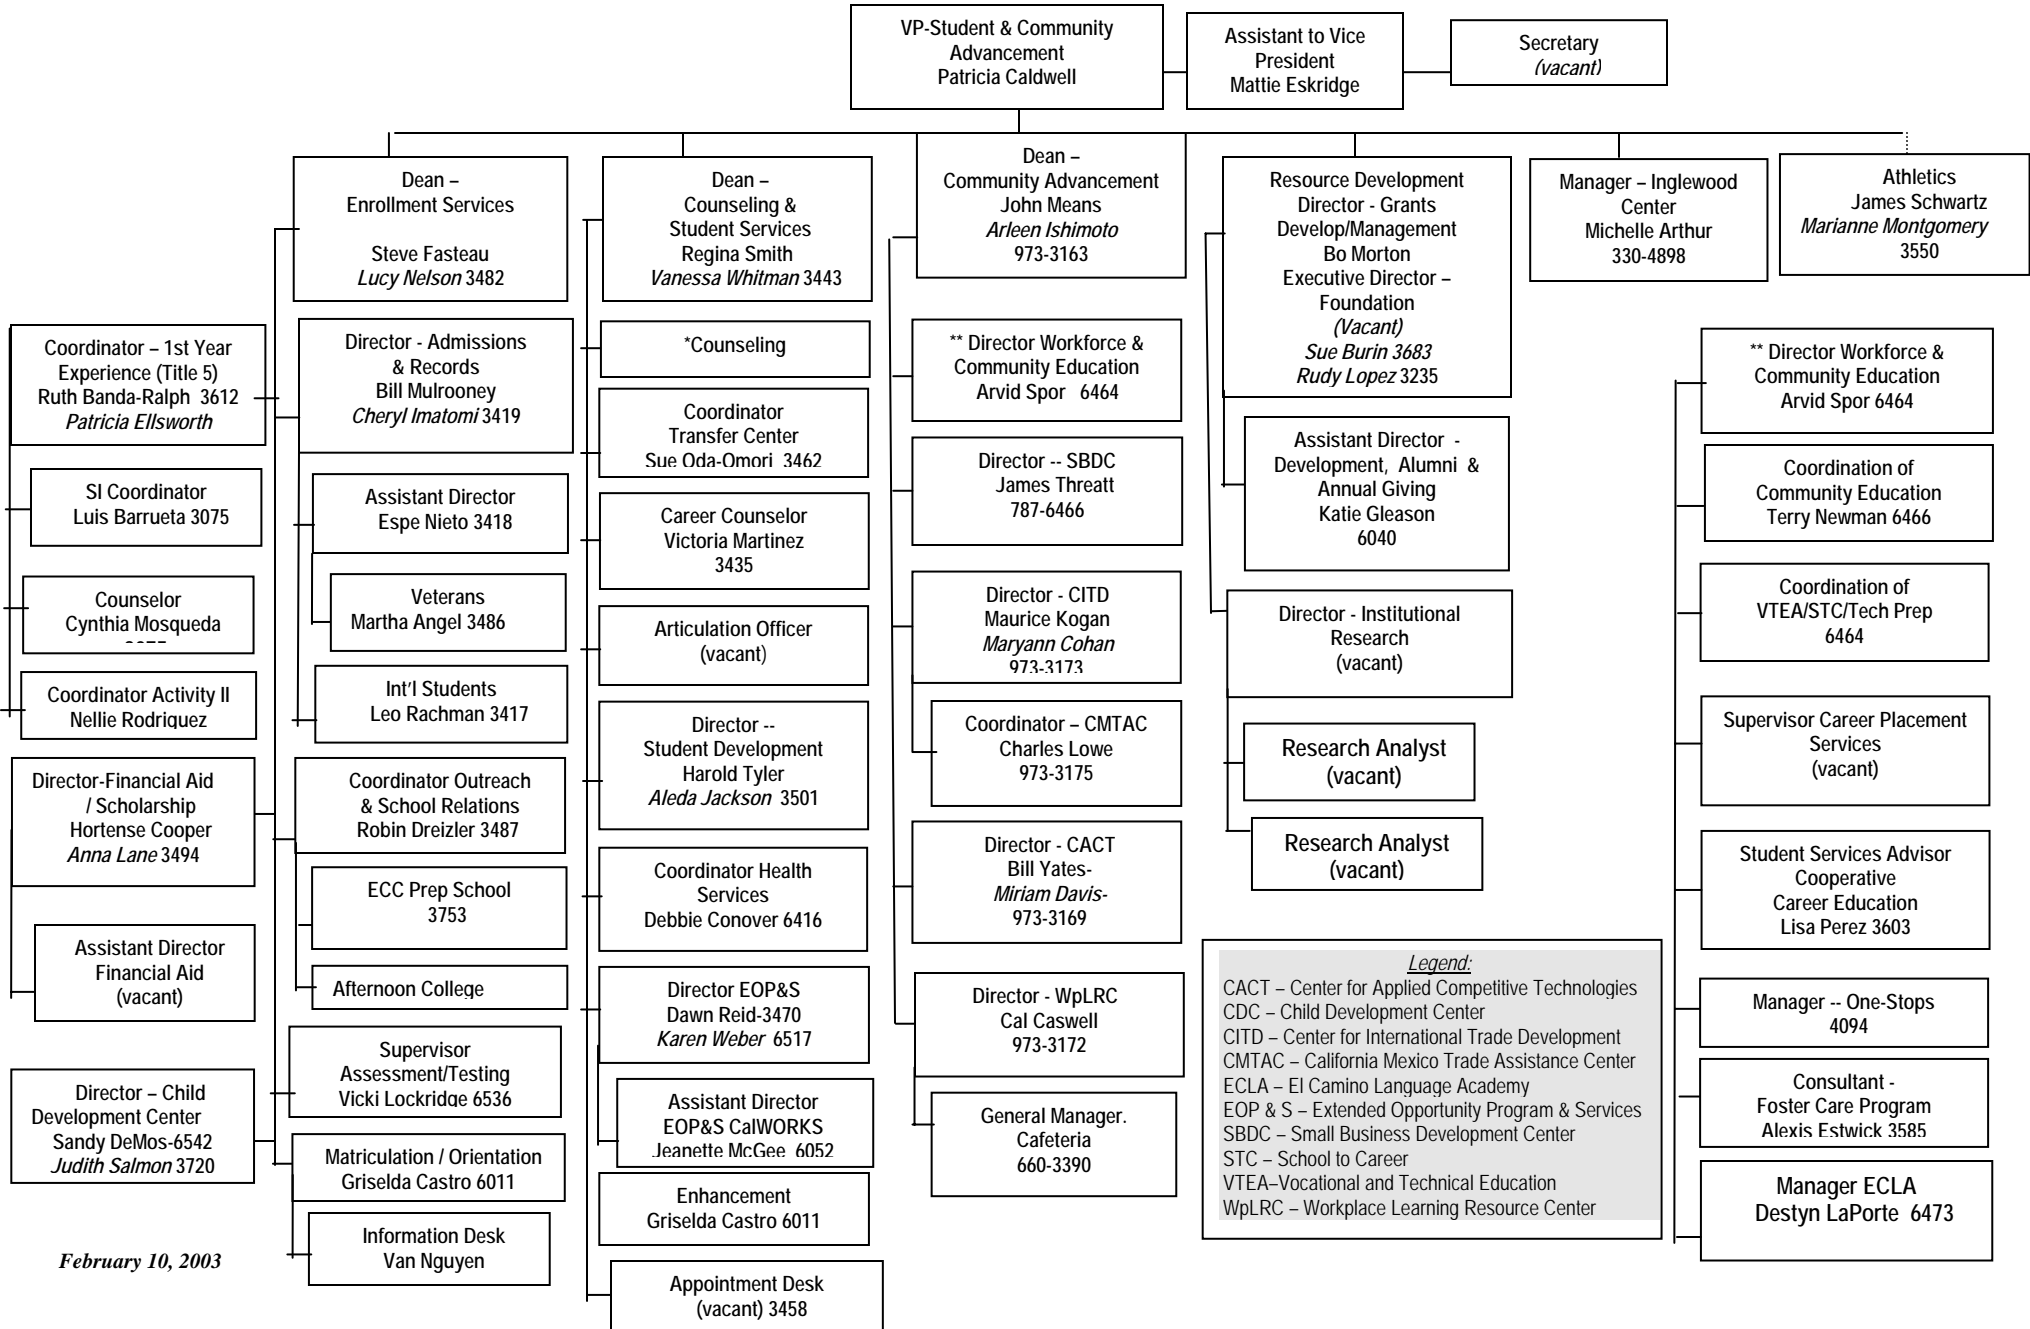 VP-Student & Community
Advancement
Patricia Caldwell
Assistant to Vice
President
Mattie Eskridge
Secretary
(vacant)
Dean –
Enrollment Services
Steve Fasteau
Lucy Nelson 3482
Dean –
Counseling &
Student Services
Regina Smith
Vanessa Whitman 3443
Dean –
Community Advancement
John Means
Arleen Ishimoto
973-3163
Resource Development
Director - Grants
Develop/Management
Bo Morton
Executive Director –
Foundation
(Vacant)
Sue Burin 3683
Rudy Lopez 3235
Manager – Inglewood
Center
Michelle Arthur
330-4898
Athletics
James Schwartz
Marianne Montgomery
3550
Coordinator – 1st Year
Experience (Title 5)
Ruth Banda-Ralph 3612
Patricia Ellsworth
SI Coordinator
Luis Barrueta 3075
Counselor
Cynthia Mosqueda
Coordinator Activity II
Nellie Rodriquez
Director-Financial Aid
/ Scholarship
Hortense Cooper
Anna Lane 3494
Assistant Director
Financial Aid
(vacant)
Director – Child
Development Center
Sandy DeMos-6542
Judith Salmon 3720
February 10, 2003
Director - Admissions
& Records
Bill Mulrooney
Cheryl Imatomi 3419
Assistant Director
Espe Nieto 3418
Veterans
Martha Angel 3486
Int'l Students
Leo Rachman 3417
Coordinator Outreach
& School Relations
Robin Dreizler 3487
ECC Prep School
3753
Afternoon College
Supervisor
Assessment/Testing
Vicki Lockridge 6536
Matriculation / Orientation
Griselda Castro 6011
Information Desk
Van Nguyen
*Counseling
Coordinator
Transfer Center
Sue Oda-Omori 3462
Career Counselor
Victoria Martinez
3435
Articulation Officer
(vacant)
Director --
Student Development
Harold Tyler
Aleda Jackson 3501
Coordinator Health
Services
Debbie Conover 6416
Director EOP&S
Dawn Reid-3470
Karen Weber 6517
Assistant Director
EOP&S CalWORKS
Jeanette McGee 6052
Enhancement
Griselda Castro 6011
Appointment Desk
(vacant) 3458
** Director Workforce &
Community Education
Arvid Spor 6464
Director -- SBDC
James Threatt
787-6466
Director - CITD
Maurice Kogan
Maryann Cohan
973-3173
Coordinator – CMTAC
Charles Lowe
973-3175
Director - CACT
Bill Yates-
Miriam Davis-
973-3169
Director - WpLRC
Cal Caswell
973-3172
General Manager.
Cafeteria
660-3390
Assistant Director -
Development, Alumni &
Annual Giving
Katie Gleason
6040
Director - Institutional
Research
(vacant)
Research Analyst
(vacant)
Research Analyst
(vacant)
Legend:
CACT – Center for Applied Competitive Technologies
CDC – Child Development Center
CITD – Center for International Trade Development
CMTAC – California Mexico Trade Assistance Center
ECLA – El Camino Language Academy
EOP & S – Extended Opportunity Program & Services
SBDC – Small Business Development Center
STC – School to Career
VTEA–Vocational and Technical Education
WpLRC – Workplace Learning Resource Center
** Director Workforce &
Community Education
Arvid Spor 6464
Coordination of
Community Education
Terry Newman 6466
Coordination of
VTEA/STC/Tech Prep
6464
Supervisor Career Placement
Services
(vacant)
Student Services Advisor
Cooperative
Career Education
Lisa Perez 3603
Manager -- One-Stops
4094
Consultant -
Foster Care Program
Alexis Estwick 3585
Manager ECLA
Destyn LaPorte 6473